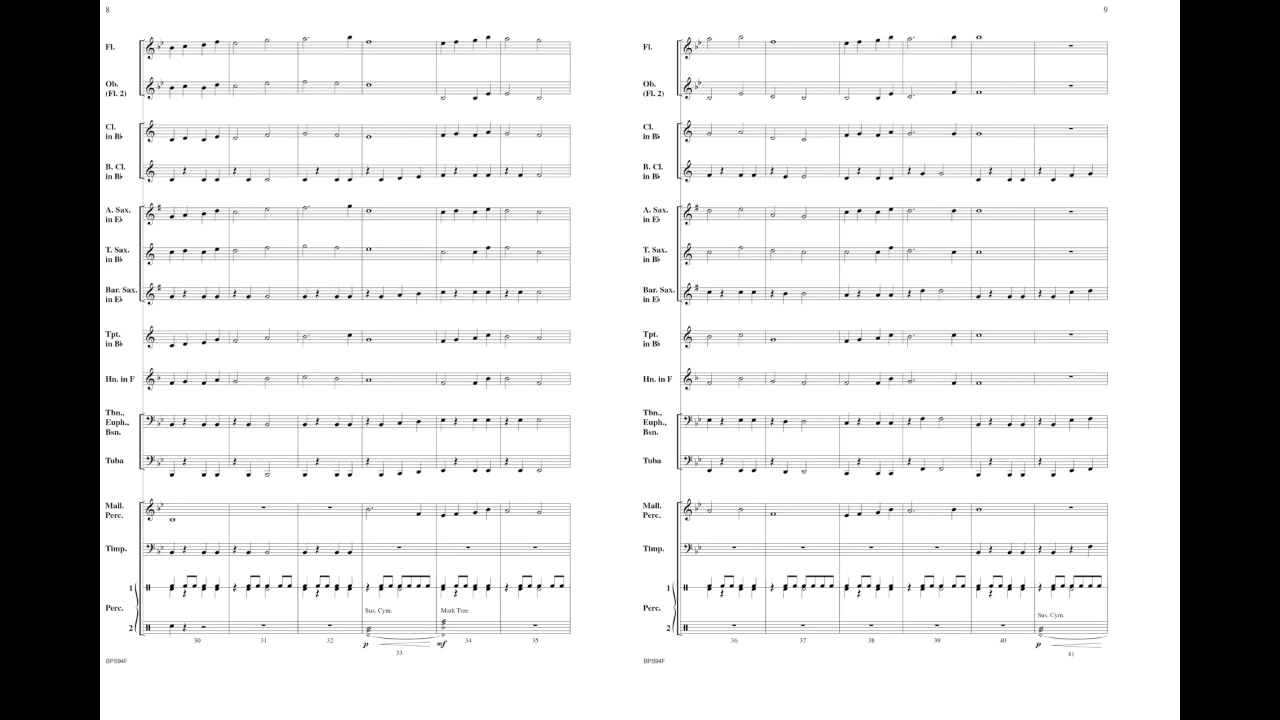 8
Fl.
Ob.
(Fl. 2)
Cl.
in B♭
B. Cl.
in B♭
A. Sax.
in E♭
T. Sax.
in B♭
Bar. Sax.
in E♭
Tpt.
in B♭
Hn. in F
Tbn.,
Euph.,
Bsn.
Tuba
Mall.
Perc.
Timp.
1
Perc.
Sus. Cym.
Mark Tree
2
p
mf
30
31
32
33
34
35
BPS94F
9
Fl.
Ob.
(Fl. 2)
Cl.
in B♭
B. Cl.
in B♭
A. Sax.
in E♭
T. Sax.
in B♭
Bar. Sax.
in E♭
Tpt.
in B♭
Hn. in F
Tbn.,
Euph.,
Bsn.
Tuba
Mall.
Perc.
Timp.
1
Perc.
Sus. Cym.
2
p
36
37
38
39
40
41
BPS94F